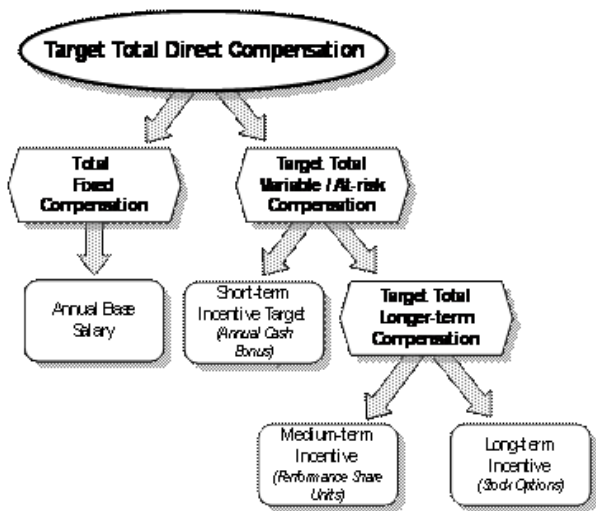 Target Total Direct Compensation
Total
Fixed
Compensation
Target Total
Variable / At-risk
Compensation
Annual Base
Salary
Short-term
Incentive Target
(Annual Cash
Bonus)
Target Total
Longer-term
Compensation
Medium-term
Incentive
(Performance Share
Units)
Long-term
Incentive
(Stock Options)